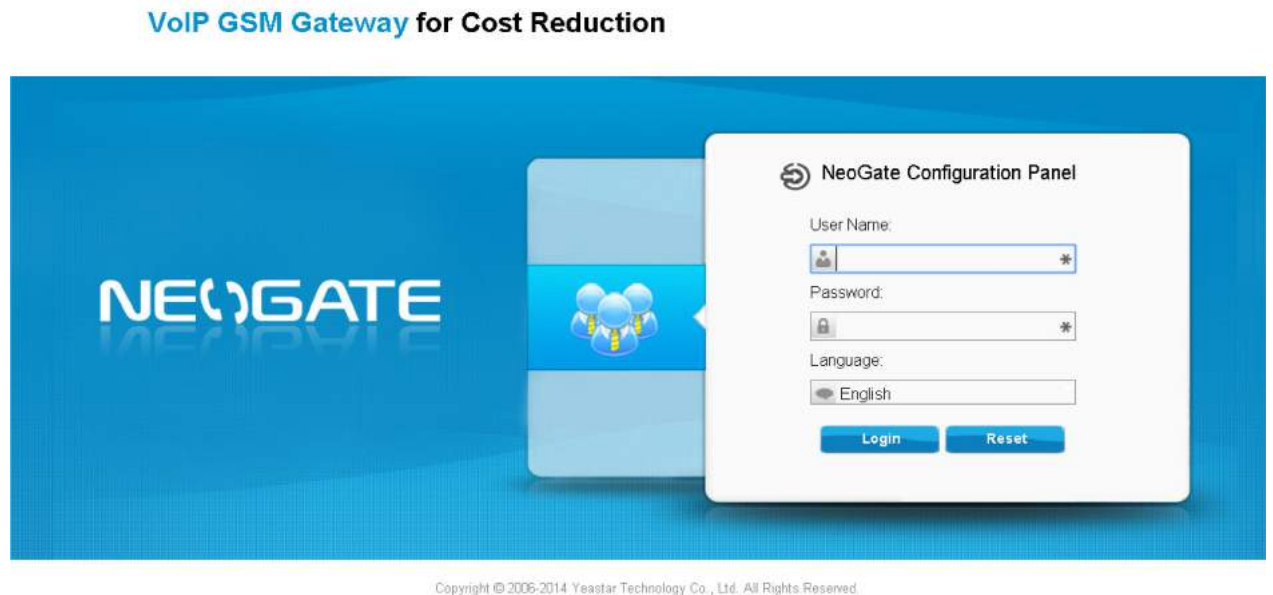 VoIP GSM Gateway for Cost Reduction
NEOGATE
NeoGate Configuration Panel
User Name:
*
Password:
*
Language:
English
Login Reset
Copyright © 2006-2014 Yeastar Technology Co., Ltd. All Rights Reserved.